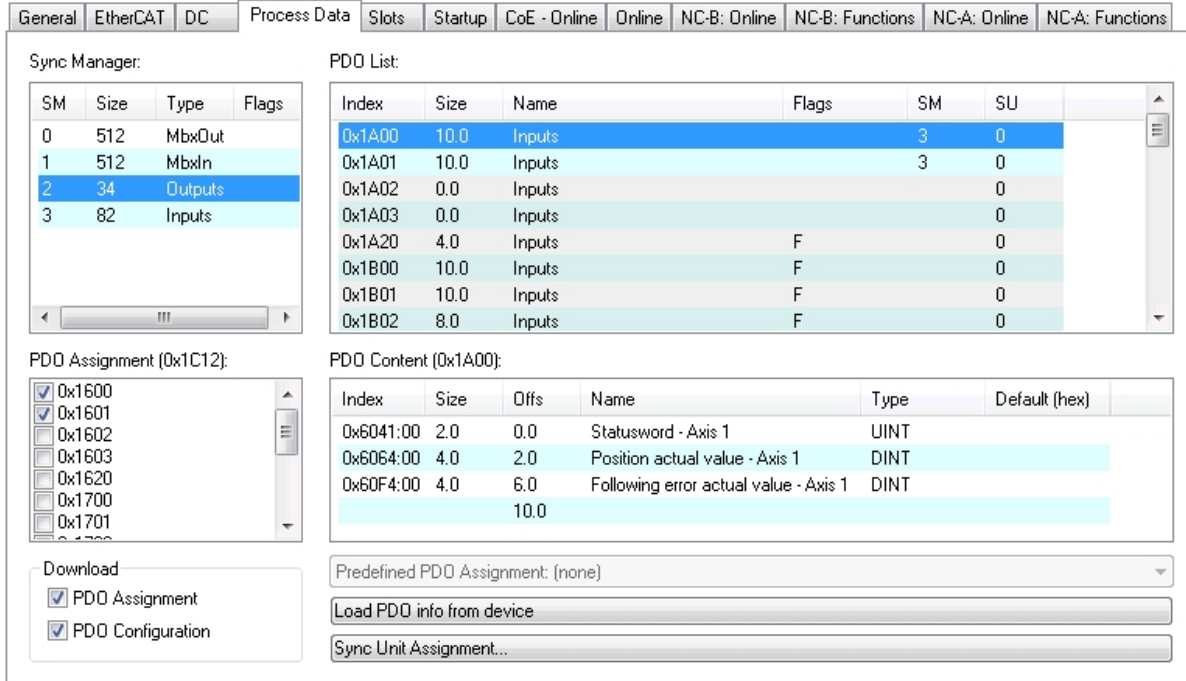 General EtherCAT DC Process Data Slots Startup CoE - Online Online NC-B: Online NC-B: Functions NC-A: Online NC-A: Functions
Sync Manager:
SM Size Type Flags
0 512 MbxOut
1 512 MbxIn
2 34 Outputs
3 82 Inputs
PDO List:
Index Size Name Flags SM SU
0x1A00 10.0 Inputs 3 0
0x1A01 10.0 Inputs 3 0
0x1A02 0.0 Inputs 0
0x1A03 0.0 Inputs 0
0x1A20 4.0 Inputs F 0
0x1B00 10.0 Inputs F 0
0x1B01 10.0 Inputs F 0
0x1B02 8.0 Inputs F 0
PDO Assignment (0x1C12):
0x1600
0x1601
0x1602
0x1603
0x1620
0x1700
0x1701
PDO Content (0x1A00):
Index Size Offs Name Type Default (hex)
0x6041:00 2.0 0.0 Statusword - Axis 1 UINT
0x6064:00 4.0 2.0 Position actual value - Axis 1 DINT
0x60F4:00 4.0 6.0 Following error actual value - Axis 1 DINT
10.0
Download
PDO Assignment
PDO Configuration
Predefined PDO Assignment: (none)
Load PDO info from device
Sync Unit Assignment...